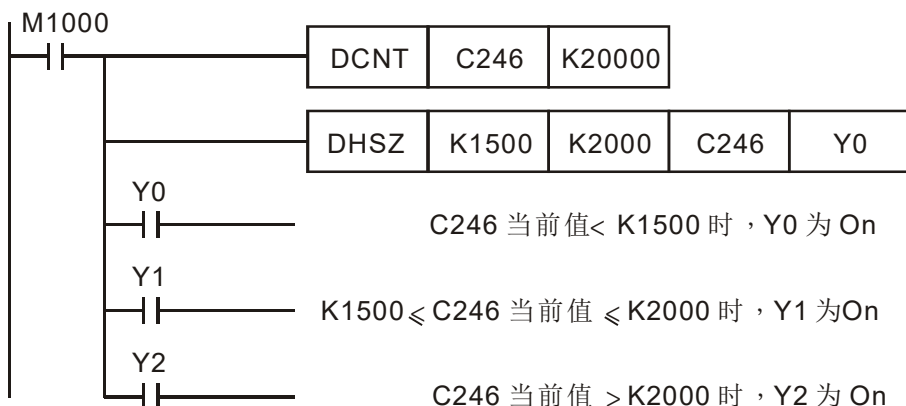 M1000
DCNT C246 K20000
DHSZ K1500 K2000 C246 Y0
Y0
C246 当前值< K1500 时，Y0 为 On
Y1
K1500⩽C246 当前值 ⩽K2000 时，Y1 为On
Y2
C246 当前值 >K2000 时，Y2 为 On